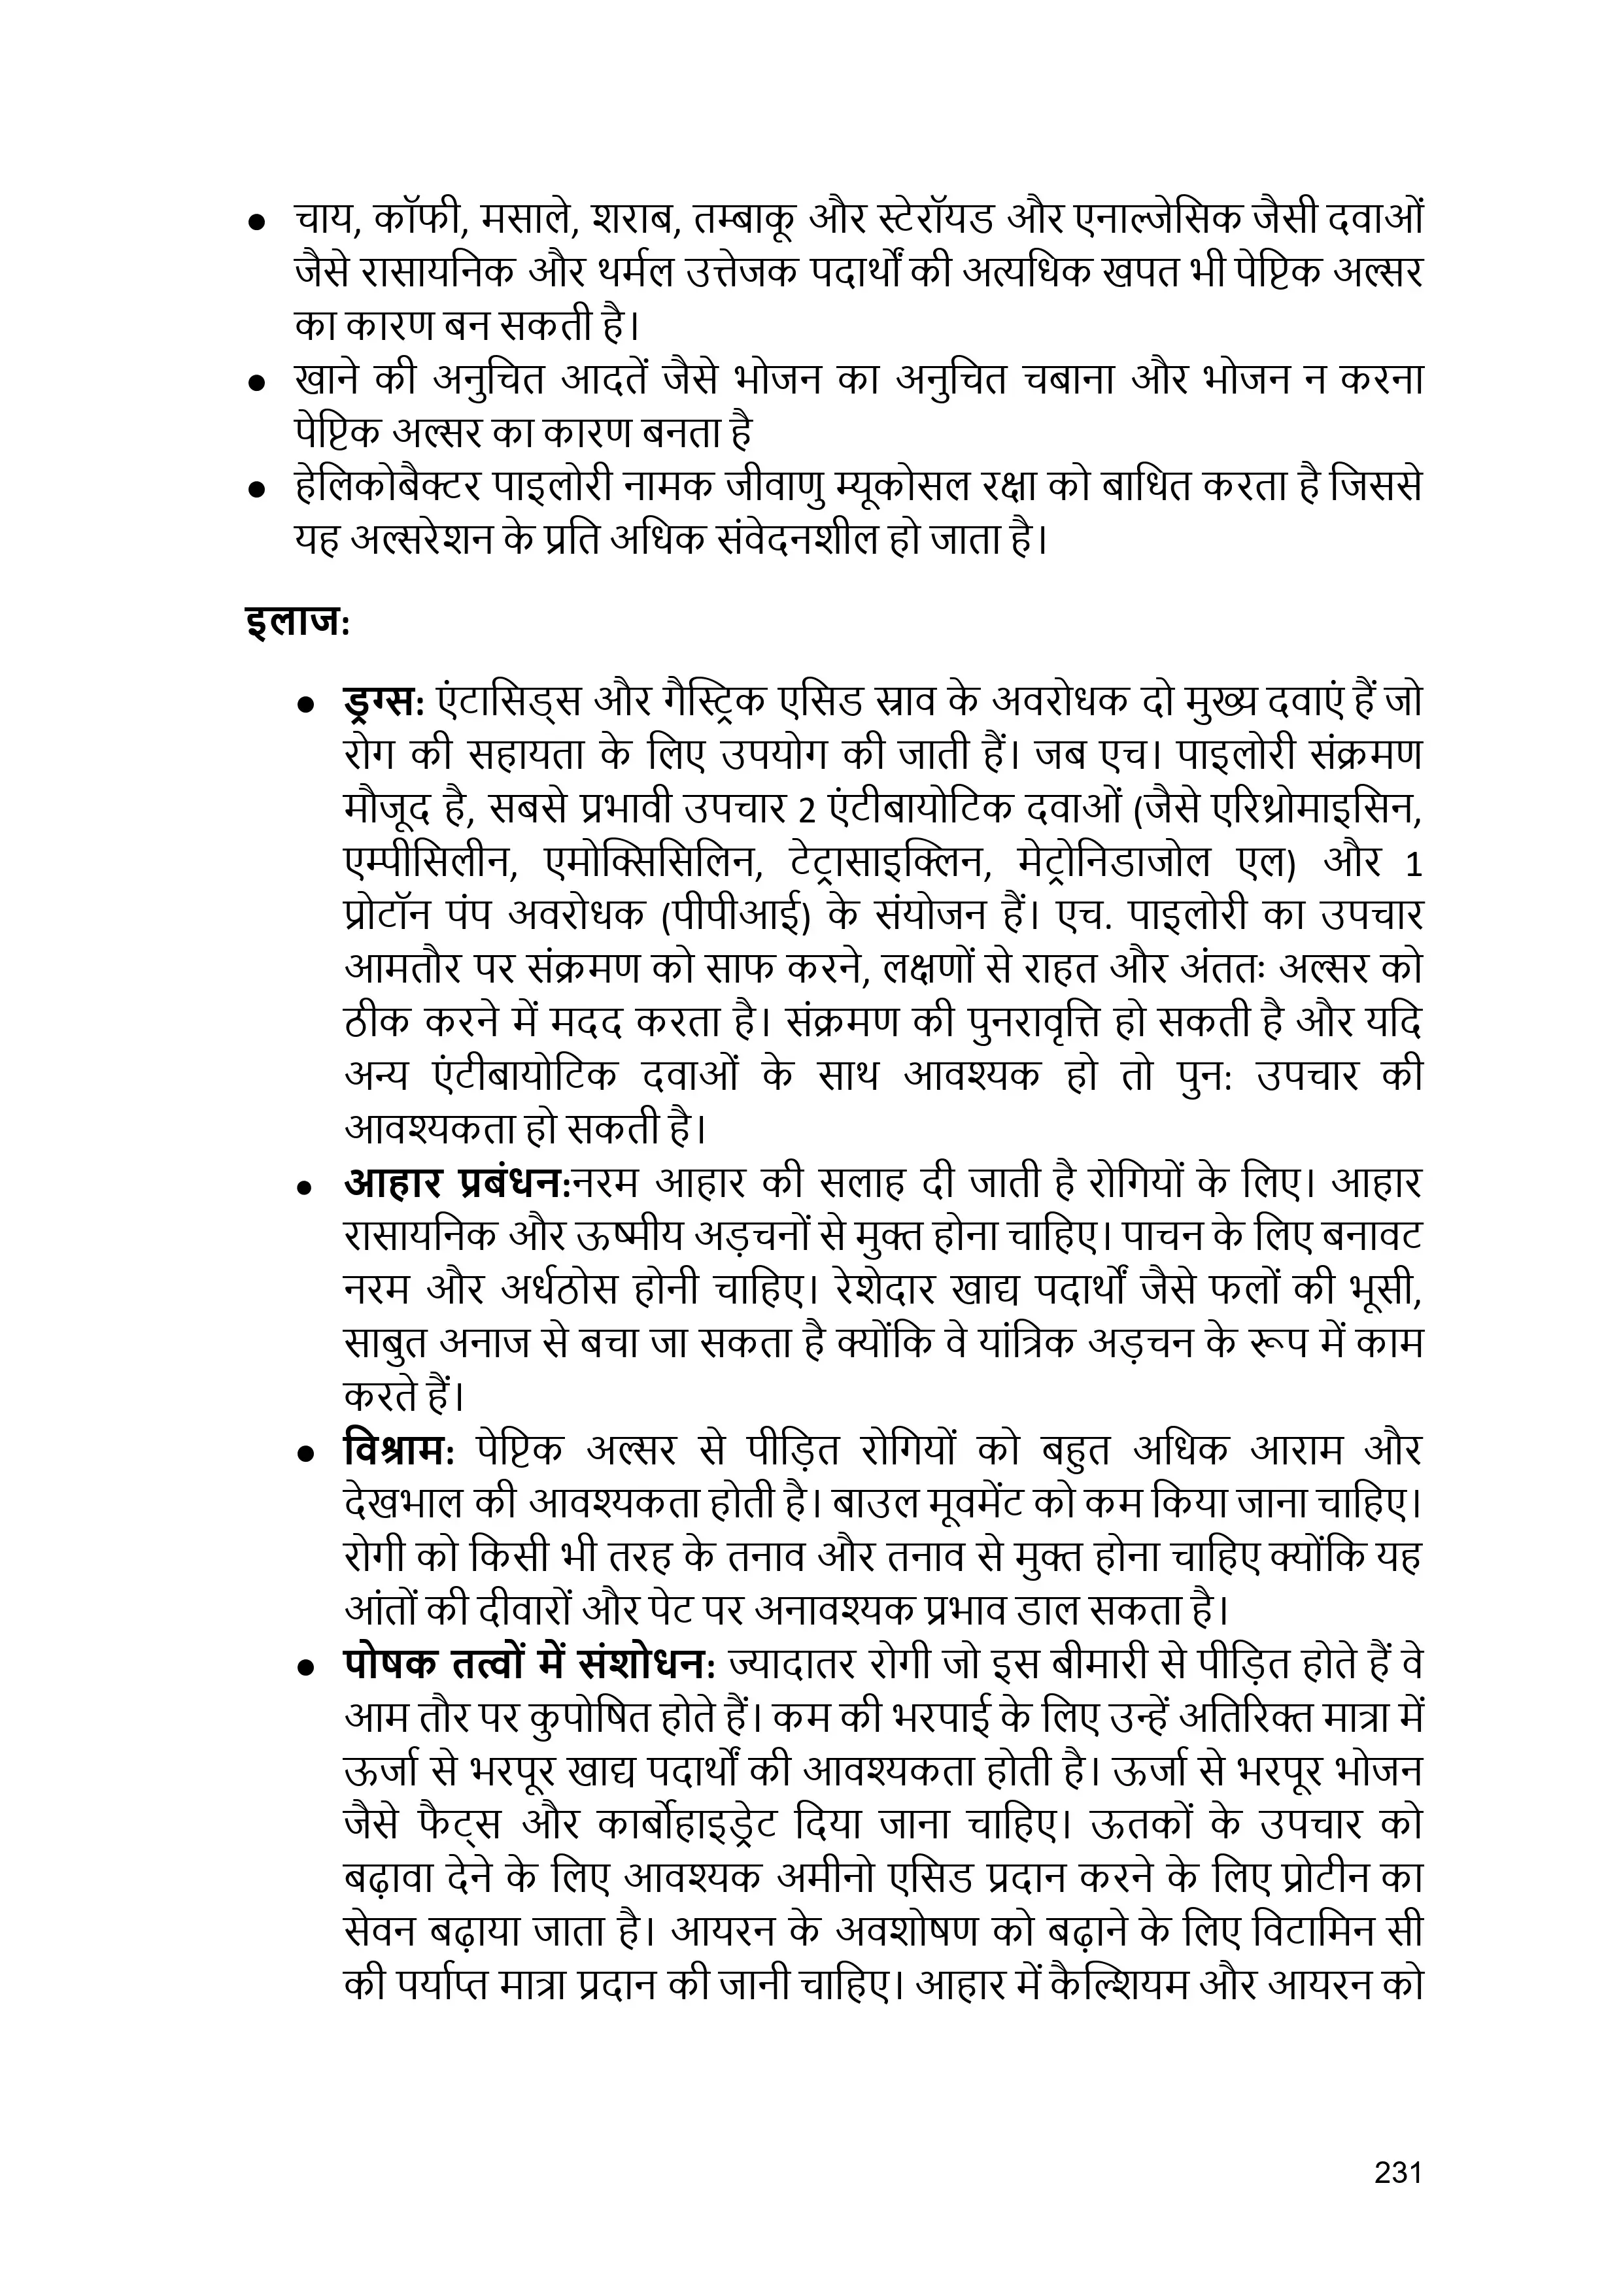 ● चाय, कॉफी, मसाले, शराब, तम्बाकू और स्टेरॉयड और एनाल्जेसिक जैसी दवाओं
जैसे रासायनिक और थर्मल उत्तेजक पदार्थों की अत्यधिक खपत भी पेप्टिक अल्सर
का कारण बन सकती है।
● खाने की अनुचित आदतें जैसे भोजन का अनुचित चबाना और भोजन न करना
पेप्टिक अल्सर का कारण बनता है
● हेलिकोबैक्टर पाइलोरी नामक जीवाणु म्यूकोसल रक्षा को बाधित करता है जिससे
यह अल्सरेशन के प्रति अधिक संवेदनशील हो जाता है।
इलाज:
● ड्रग्स: एंटासिड्स और गैस्ट्रिक एसिड स्राव के अवरोधक दो मुख्य दवाएं हैं जो
रोग की सहायता के लिए उपयोग की जाती हैं। जब एच। पाइलोरी संक्रमण
मौजूद है, सबसे प्रभावी उपचार 2 एंटीबायोटिक दवाओं (जैसे एरिथ्रोमाइसिन,
एम्पीसिलीन, एमोक्सिसिलिन, टेट्रासाइक्लिन, मेट्रोनिडाजोल एल) और 1
प्रोटॉन पंप अवरोधक (पीपीआई) के संयोजन हैं। एच. पाइलोरी का उपचार
आमतौर पर संक्रमण को साफ करने, लक्षणों से राहत और अंततः अल्सर को
ठीक करने में मदद करता है। संक्रमण की पुनरावृत्ति हो सकती है और यदि
अन्य एंटीबायोटिक दवाओं के साथ आवश्यक हो तो पुन: उपचार की
आवश्यकता हो सकती है।
● आहार प्रबंधन:नरम आहार की सलाह दी जाती है रोगियों के लिए। आहार
रासायनिक और ऊष्मीय अड़चनों से मुक्त होना चाहिए। पाचन के लिए बनावट
नरम और अर्धठोस होनी चाहिए। रेशेदार खाद्य पदार्थों जैसे फलों की भूसी,
साबुत अनाज से बचा जा सकता है क्योंकि वे यांत्रिक अड़चन के रूप में काम
करते हैं।
● विश्राम: पेप्टिक अल्सर से पीड़ित रोगियों को बहुत अधिक आराम और
देखभाल की आवश्यकता होती है। बाउल मूवमेंट को कम किया जाना चाहिए।
रोगी को किसी भी तरह के तनाव और तनाव से मुक्त होना चाहिए क्योंकि यह
आंतों की दीवारों और पेट पर अनावश्यक प्रभाव डाल सकता है।
● पोषक तत्वों में संशोधन: ज्यादातर रोगी जो इस बीमारी से पीड़ित होते हैं वे
आम तौर पर कुपोषित होते हैं। कम की भरपाई के लिए उन्हें अतिरिक्त मात्रा में
ऊर्जा से भरपूर खाद्य पदार्थों की आवश्यकता होती है। ऊर्जा से भरपूर भोजन
जैसे फैट्स और कार्बोहाइड्रेट दिया जाना चाहिए। ऊतकों के उपचार को
बढ़ावा देने के लिए आवश्यक अमीनो एसिड प्रदान करने के लिए प्रोटीन का
सेवन बढ़ाया जाता है। आयरन के अवशोषण को बढ़ाने के लिए विटामिन सी
की पर्याप्त मात्रा प्रदान की जानी चाहिए। आहार में कैल्शियम और आयरन को
231